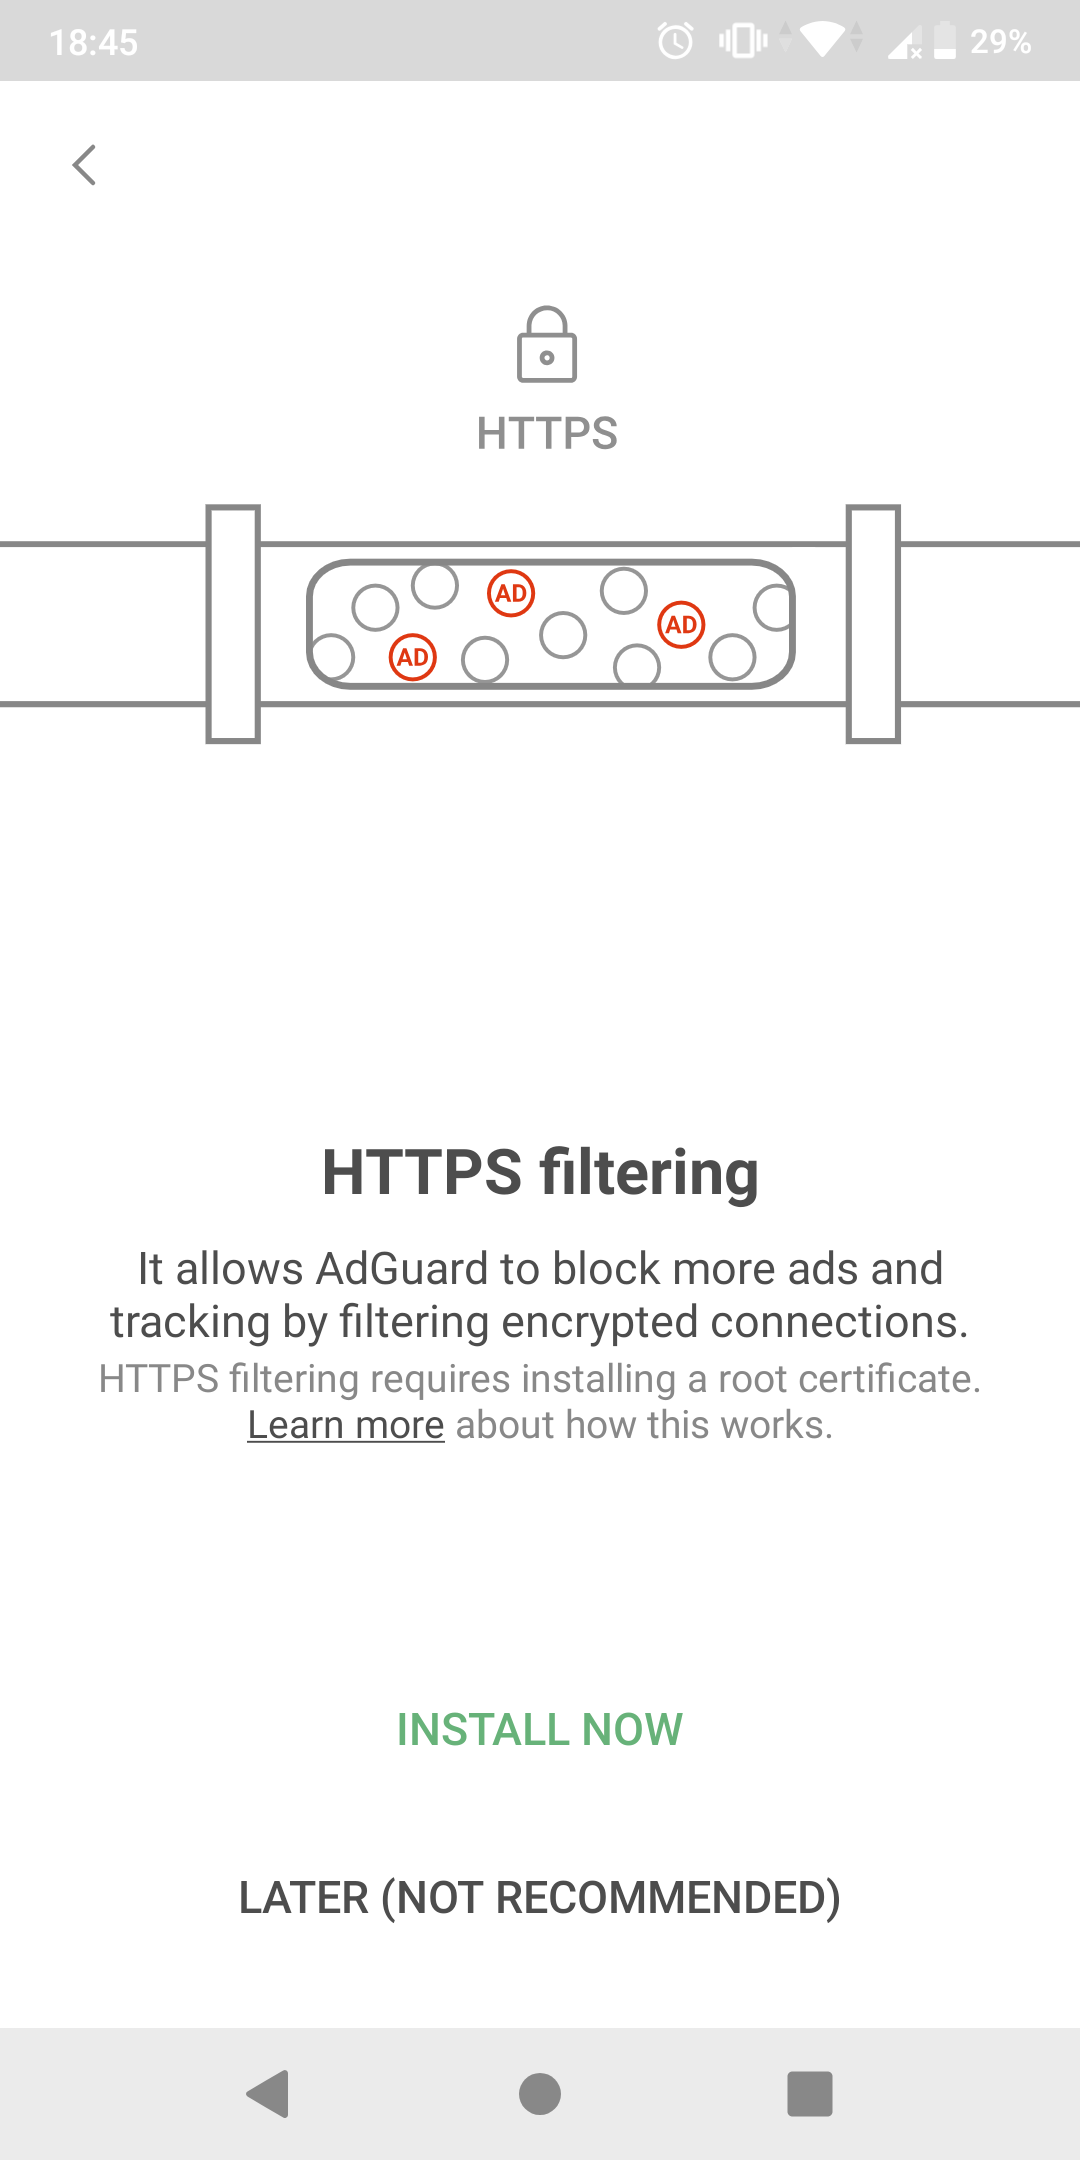 18:45
29%
HTTPS
AD
AD
AD
HTTPS filtering
It allows AdGuard to block more ads and
tracking by filtering encrypted connections.
HTTPS filtering requires installing a root certificate.
Learn more about how this works.
INSTALL NOW
LATER (NOT RECOMMENDED)